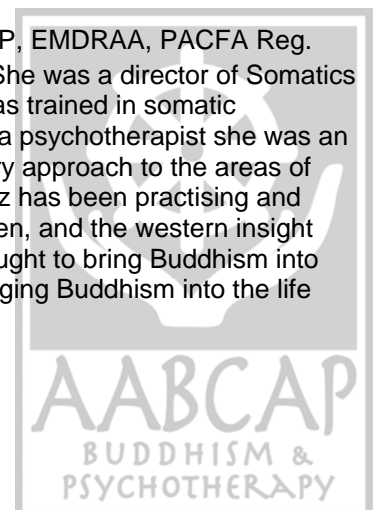 P, EMDRAA, PACFA Reg.
She was a director of Somatics
as trained in somatic
a psychotherapist she was an
ry approach to the areas of
z has been practising and
en, and the western insight
ught to bring Buddhism into
ging Buddhism into the life
AABCAP
BUDDHISM &
PSYCHOTHERAPY